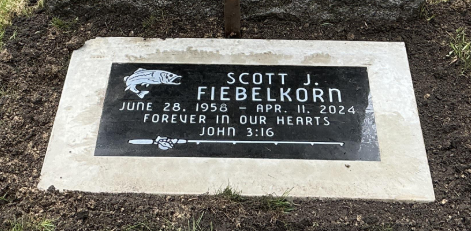 SCOTT J.
FIEBELKORN
JUNE 28, 1958 – APR. 11, 2024
FOREVER IN OUR HEARTS
JOHN 3:16